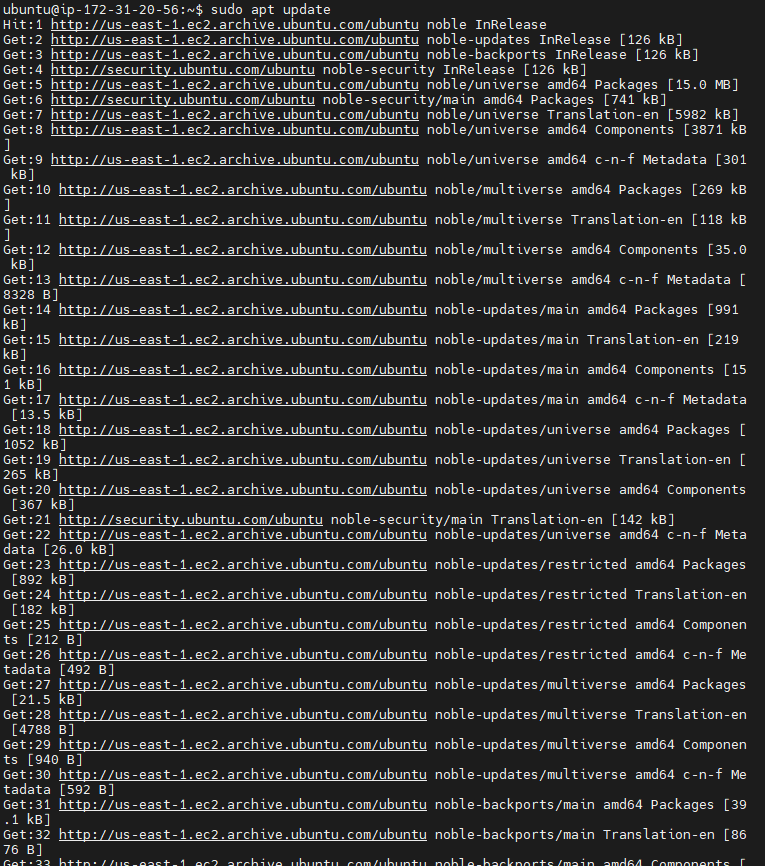 ubuntu@ip-172-31-20-56:~$ sudo apt update
Hit:1 http://us-east-1.ec2.archive.ubuntu.com/ubuntu noble InRelease
Get:2 http://us-east-1.ec2.archive.ubuntu.com/ubuntu noble-updates InRelease [126 kB]
Get:3 http://us-east-1.ec2.archive.ubuntu.com/ubuntu noble-backports InRelease [126 kB]
Get:4 http://security.ubuntu.com/ubuntu noble-security InRelease [126 kB]
Get:5 http://us-east-1.ec2.archive.ubuntu.com/ubuntu noble/universe amd64 Packages [15.0 MB]
Get:6 http://security.ubuntu.com/ubuntu noble-security/main amd64 Packages [741 kB]
Get:7 http://us-east-1.ec2.archive.ubuntu.com/ubuntu noble/universe Translation-en [5982 kB]
Get:8 http://us-east-1.ec2.archive.ubuntu.com/ubuntu noble/universe amd64 Components [3871 kB
]
Get:9 http://us-east-1.ec2.archive.ubuntu.com/ubuntu noble/universe amd64 c-n-f Metadata [301
 kB]
Get:10 http://us-east-1.ec2.archive.ubuntu.com/ubuntu noble/multiverse amd64 Packages [269 kB
]
Get:11 http://us-east-1.ec2.archive.ubuntu.com/ubuntu noble/multiverse Translation-en [118 kB
]
Get:12 http://us-east-1.ec2.archive.ubuntu.com/ubuntu noble/multiverse amd64 Components [35.0
 kB]
Get:13 http://us-east-1.ec2.archive.ubuntu.com/ubuntu noble/multiverse amd64 c-n-f Metadata [
8328 B]
Get:14 http://us-east-1.ec2.archive.ubuntu.com/ubuntu noble-updates/main amd64 Packages [991
kB]
Get:15 http://us-east-1.ec2.archive.ubuntu.com/ubuntu noble-updates/main Translation-en [219
kB]
Get:16 http://us-east-1.ec2.archive.ubuntu.com/ubuntu noble-updates/main amd64 Components [15
1 kB]
Get:17 http://us-east-1.ec2.archive.ubuntu.com/ubuntu noble-updates/main amd64 c-n-f Metadata
 [13.5 kB]
Get:18 http://us-east-1.ec2.archive.ubuntu.com/ubuntu noble-updates/universe amd64 Packages [
1052 kB]
Get:19 http://us-east-1.ec2.archive.ubuntu.com/ubuntu noble-updates/universe Translation-en [
265 kB]
Get:20 http://us-east-1.ec2.archive.ubuntu.com/ubuntu noble-updates/universe amd64 Components
 [367 kB]
Get:21 http://security.ubuntu.com/ubuntu noble-security/main Translation-en [142 kB]
Get:22 http://us-east-1.ec2.archive.ubuntu.com/ubuntu noble-updates/universe amd64 c-n-f Meta
data [26.0 kB]
Get:23 http://us-east-1.ec2.archive.ubuntu.com/ubuntu noble-updates/restricted amd64 Packages
 [892 kB]
Get:24 http://us-east-1.ec2.archive.ubuntu.com/ubuntu noble-updates/restricted Translation-en
 [182 kB]
Get:25 http://us-east-1.ec2.archive.ubuntu.com/ubuntu noble-updates/restricted amd64 Componen
ts [212 B]
Get:26 http://us-east-1.ec2.archive.ubuntu.com/ubuntu noble-updates/restricted amd64 c-n-f Me
tadata [492 B]
Get:27 http://us-east-1.ec2.archive.ubuntu.com/ubuntu noble-updates/multiverse amd64 Packages
 [21.5 kB]
Get:28 http://us-east-1.ec2.archive.ubuntu.com/ubuntu noble-updates/multiverse Translation-en
 [4788 B]
Get:29 http://us-east-1.ec2.archive.ubuntu.com/ubuntu noble-updates/multiverse amd64 Componen
ts [940 B]
Get:30 http://us-east-1.ec2.archive.ubuntu.com/ubuntu noble-updates/multiverse amd64 c-n-f Me
tadata [592 B]
Get:31 http://us-east-1.ec2.archive.ubuntu.com/ubuntu noble-backports/main amd64 Packages [39
.1 kB]
Get:32 http://us-east-1.ec2.archive.ubuntu.com/ubuntu noble-backports/main Translation-en [86
76 B]
Get:33 http://us-east-1.ec2.archive.ubuntu.com/ubuntu noble-backports/main amd64 Components [